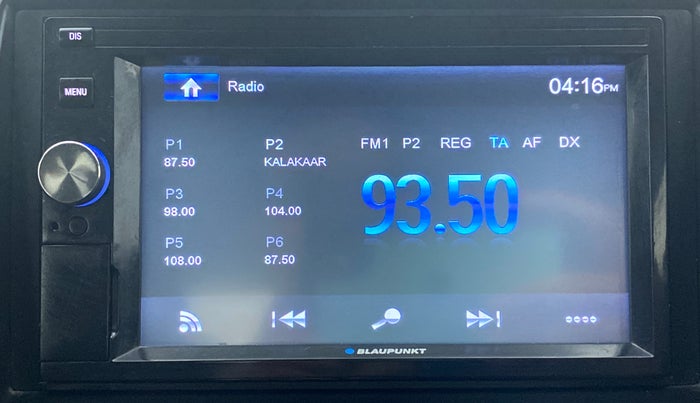 DIS
MENU
Radio
04:16PM
P1
87.50
P2
KALAKAAR
FM1 P2 REG TA AF DX
P3
98.00
P4
104.00
93.50
P5
108.00
P6
87.50
BLAUPUNKT